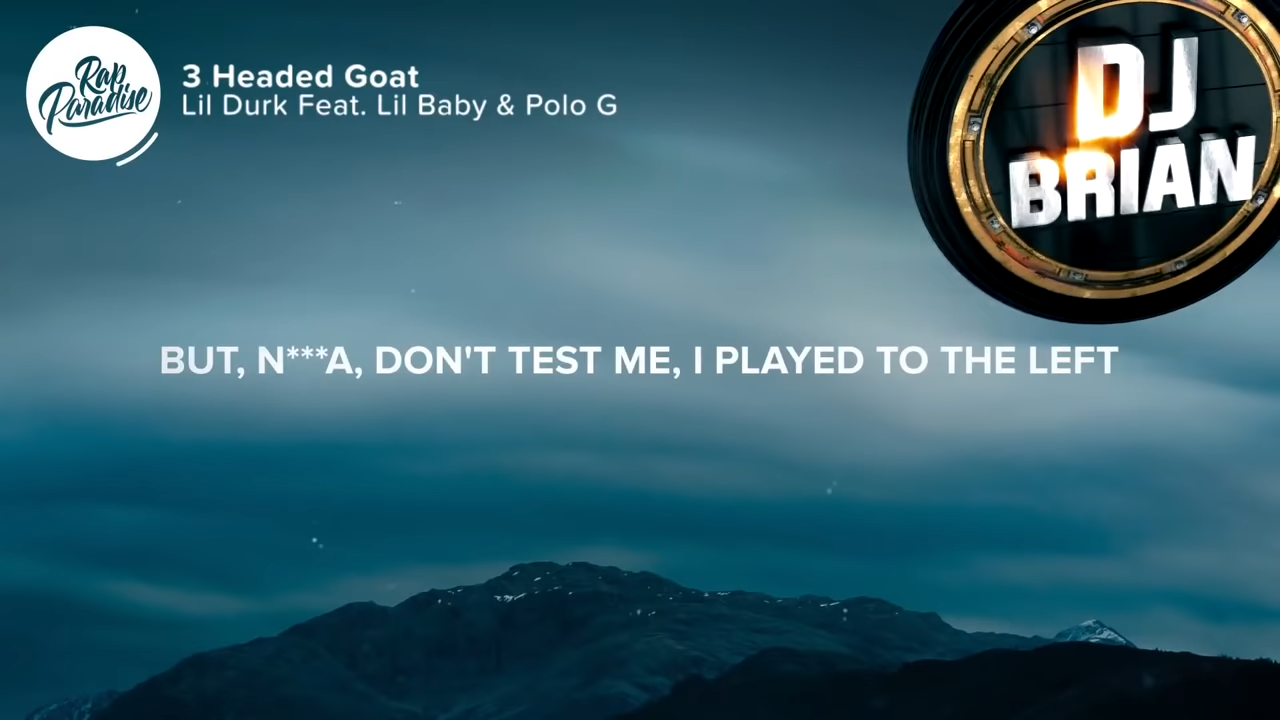 Rap
Paradise
3 Headed Goat
Lil Durk Feat. Lil Baby & Polo G
DJ
BRIAN
BUT, N***A, DON'T TEST ME, I PLAYED TO THE LEFT